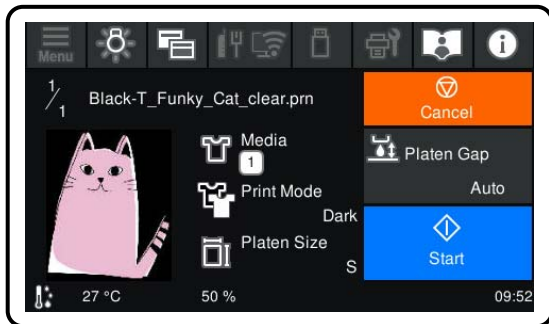 Menu
1/1 Black-T_Funky_Cat_clear.prn
Cancel
Media
1
Platen Gap
Auto
Print Mode
Dark
Platen Size
S
Start
27 °C 50 % 09:52